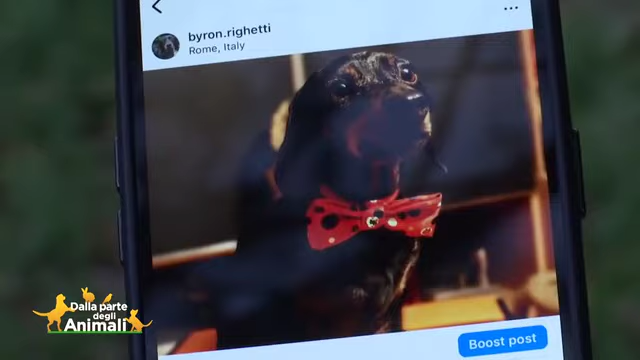 byron.righetti
Rome, Italy
Dalla parte
degli
Animali
Boost post